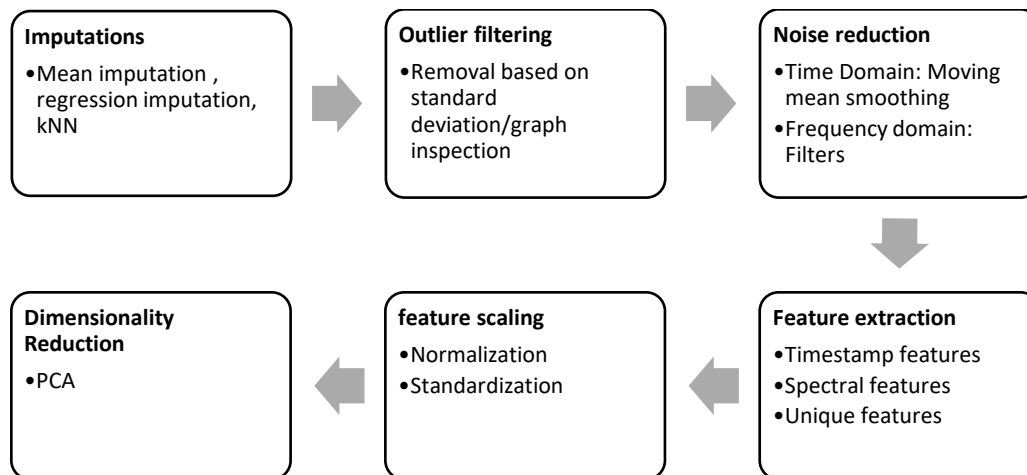 Imputations
•Mean imputation ,
regression imputation,
kNN
Outlier filtering
•Removal based on
standard
deviation/graph
inspection
Noise reduction
•Time Domain: Moving
mean smoothing
•Frequency domain:
Filters
Feature extraction
•Timestamp features
•Spectral features
•Unique features
feature scaling
•Normalization
•Standardization
Dimensionality
Reduction
•PCA